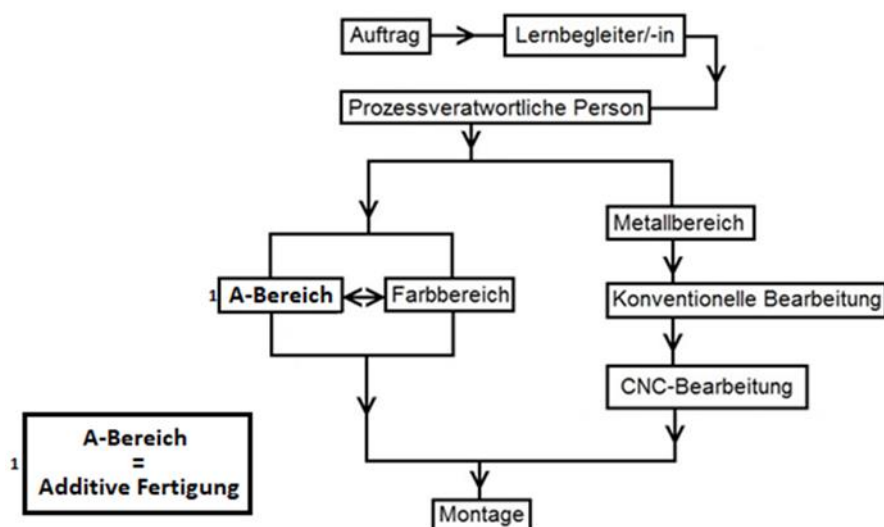 Auftrag
Lernbegleiter/-in
Prozessveratwortliche Person
Metallbereich
1 A-Bereich
Farbbereich
Konventionelle Bearbeitung
CNC-Bearbeitung
1 A-Bereich
=
Additive Fertigung
Montage